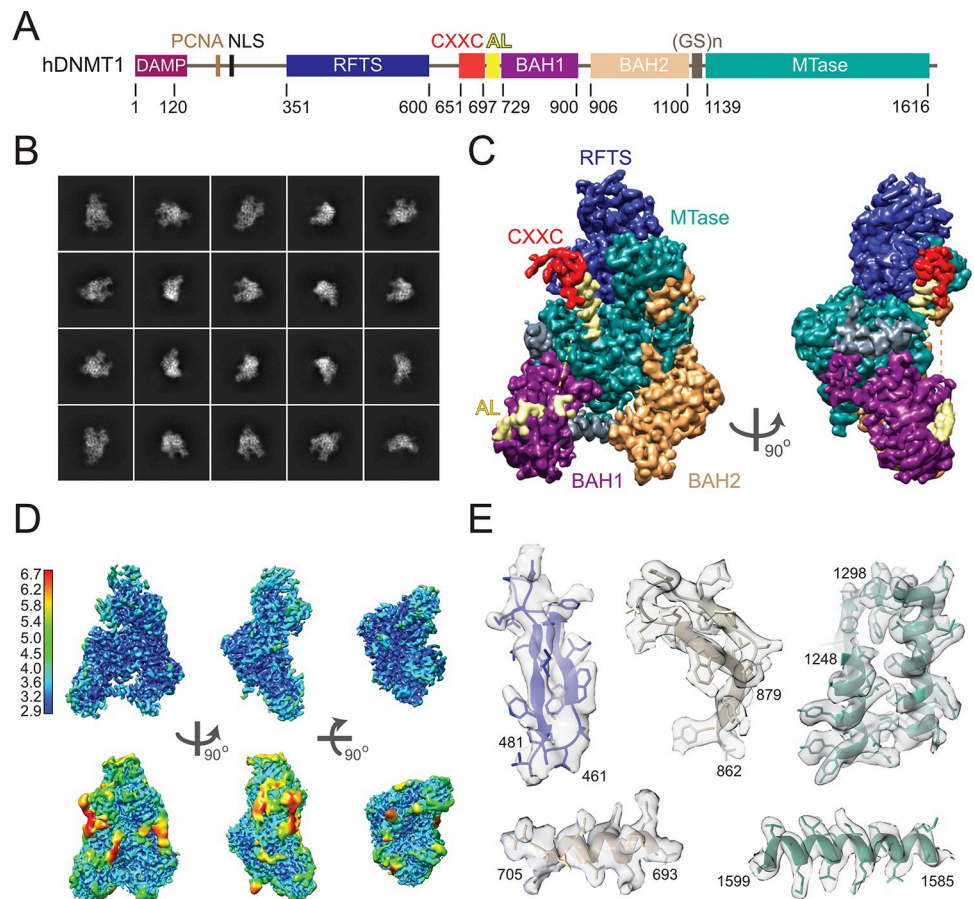 A
PCNA NLS CXXC AL (GS)n
hDNMT1 DAMP RFTS BAH1 BAH2 MTase
1 120 351 600 651 697 729 900 906 1100 1139 1616
B
C
RFTS
MTase
CXXC
AL
90o
BAH1 BAH2
D
6.7
6.2
5.8
5.4
5.0
4.5
4.0
3.6
3.2
2.9
90o 90o
E
1298
1248
879
481
461
862
705 693
1599 1585